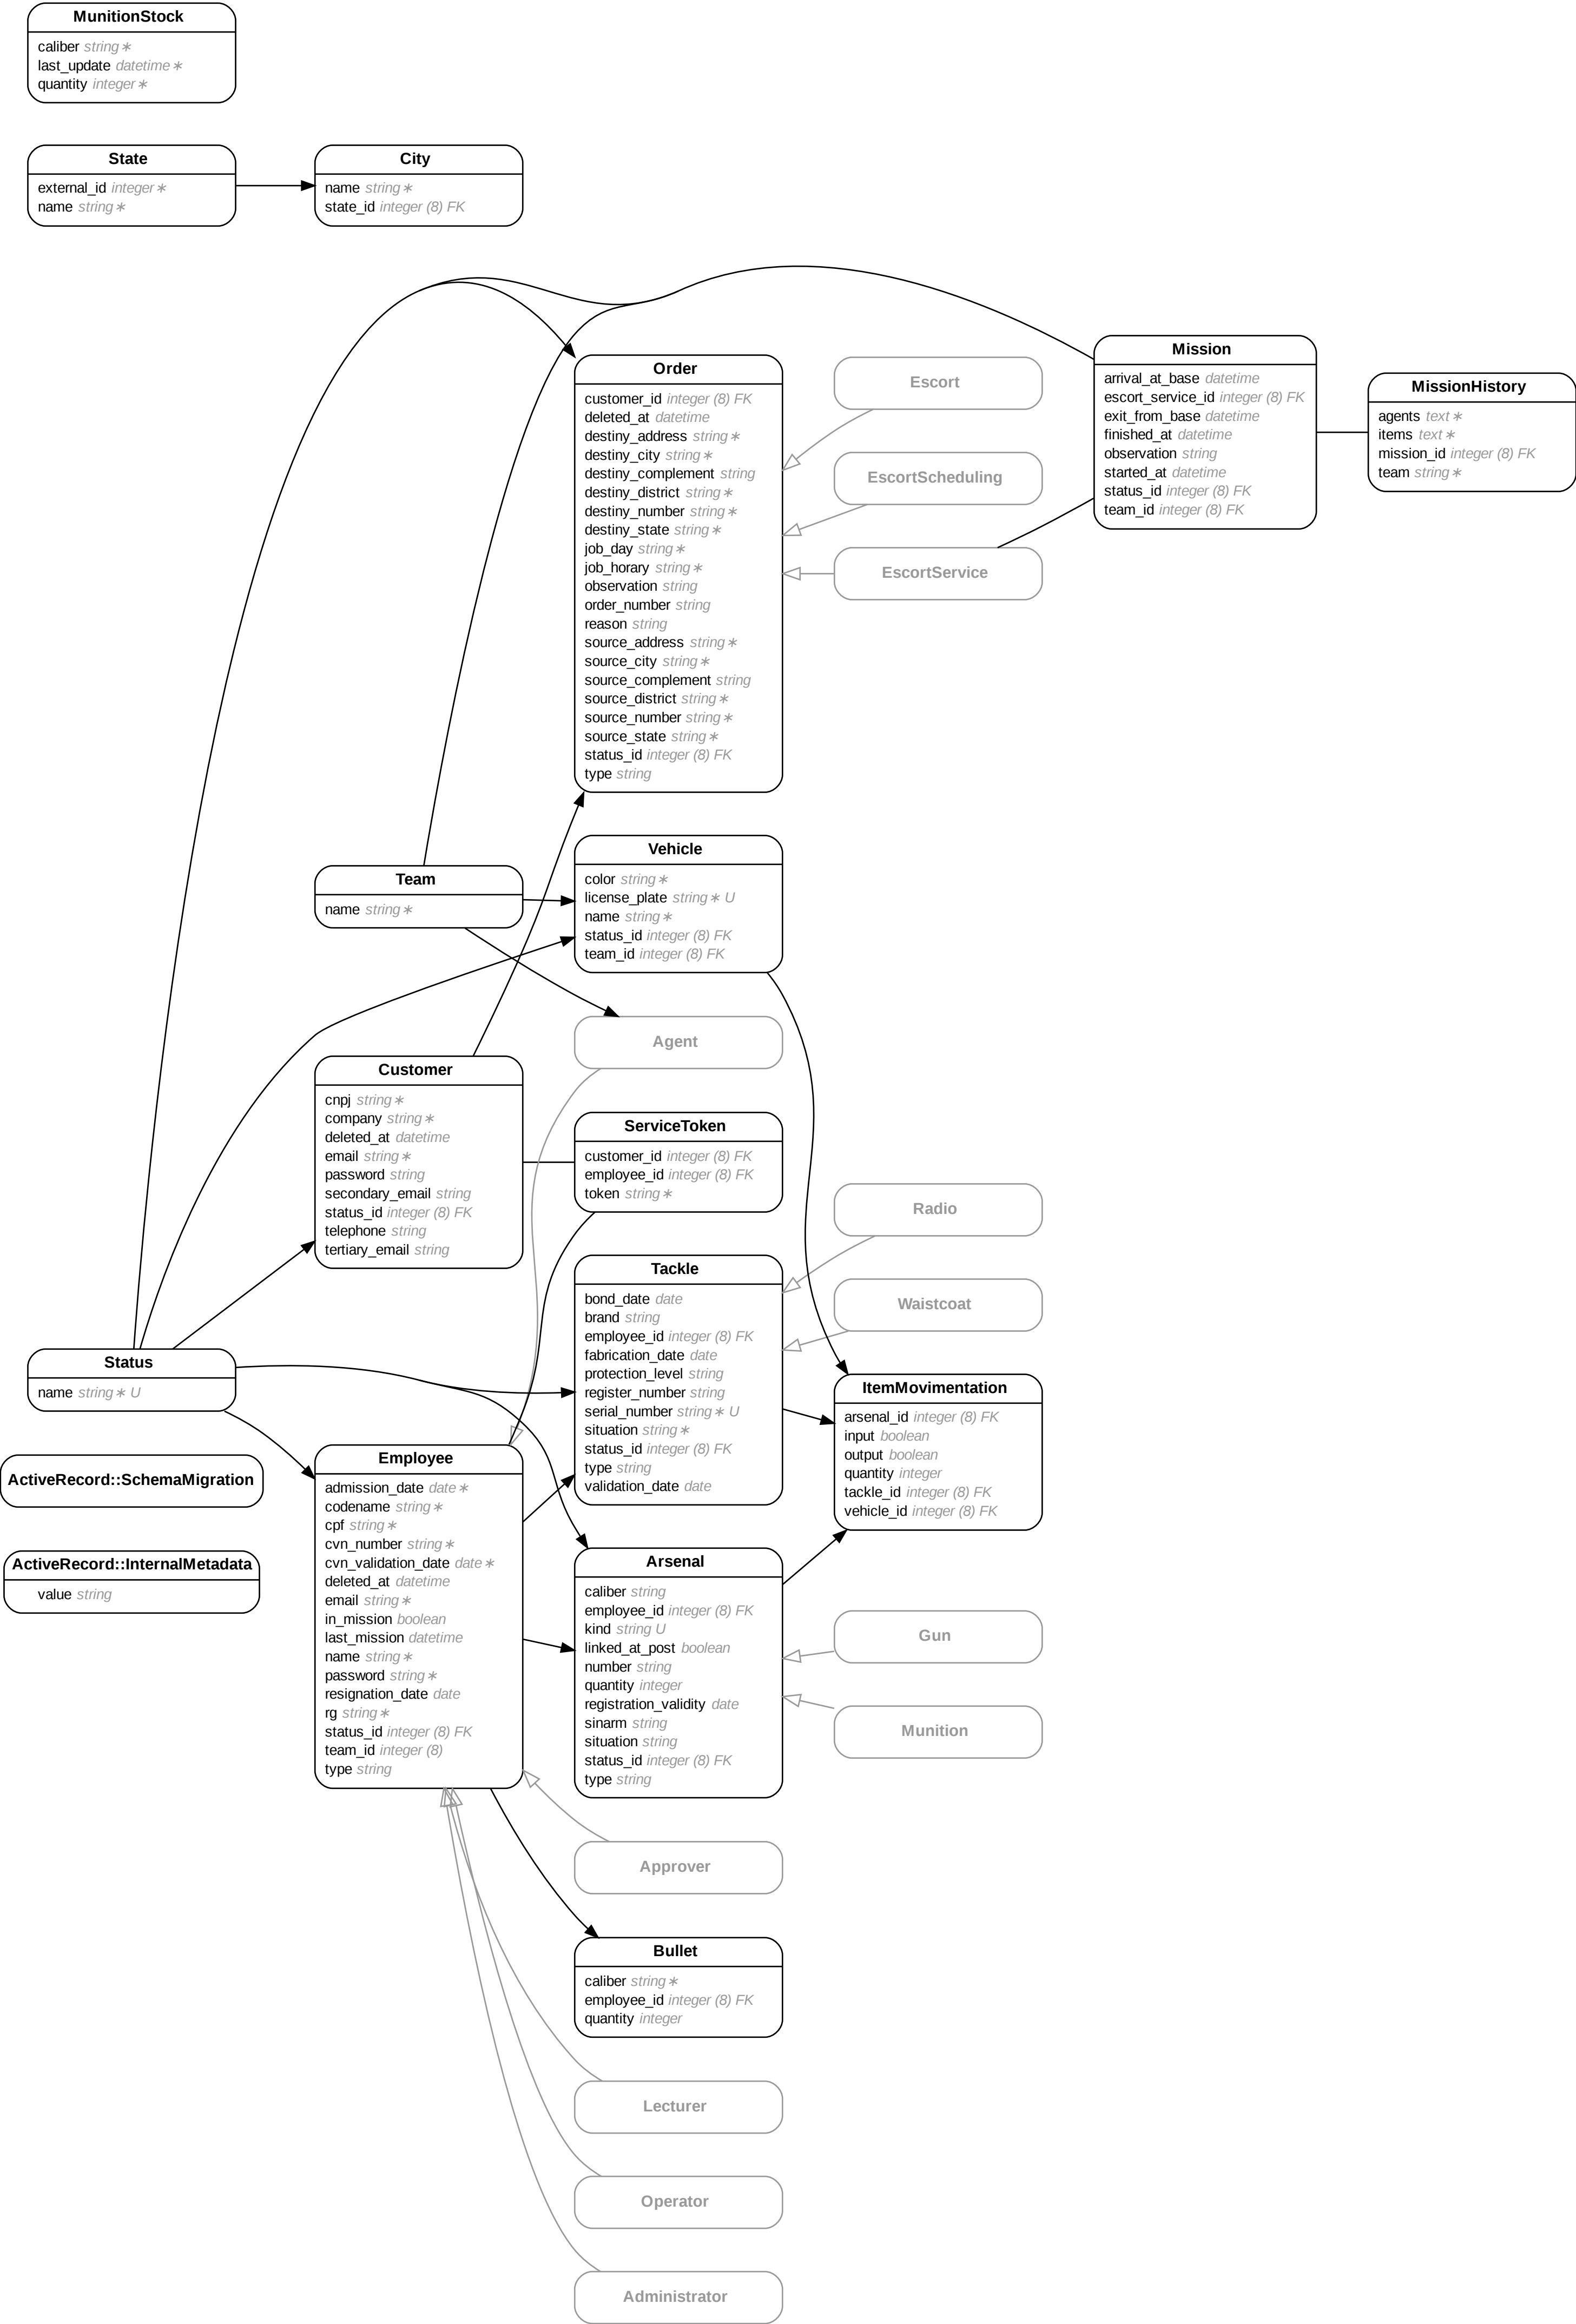 MunitionStock
caliber string ∗
last_update datetime ∗
quantity integer ∗
State
external_id integer ∗
name string ∗
City
name string ∗
state_id integer (8) FK
Order
customer_id integer (8) FK
deleted_at datetime
destiny_address string ∗
destiny_city string ∗
destiny_complement string
destiny_district string ∗
destiny_number string ∗
destiny_state string ∗
job_day string ∗
job_horary string ∗
observation string
order_number string
reason string
source_address string ∗
source_city string ∗
source_complement string
source_district string ∗
source_number string ∗
source_state string ∗
status_id integer (8) FK
type string
Escort
EscortScheduling
EscortService
Mission
arrival_at_base datetime
escort_service_id integer (8) FK
exit_from_base datetime
finished_at datetime
observation string
started_at datetime
status_id integer (8) FK
team_id integer (8) FK
MissionHistory
agents text ∗
items text ∗
mission_id integer (8) FK
team string ∗
Team
name string ∗
Vehicle
color string ∗
license_plate string ∗ U
name string ∗
status_id integer (8) FK
team_id integer (8) FK
Agent
Customer
cnpj string ∗
company string ∗
deleted_at datetime
email string ∗
password string
secondary_email string
status_id integer (8) FK
telephone string
tertiary_email string
ServiceToken
customer_id integer (8) FK
employee_id integer (8) FK
token string ∗
Tackle
bond_date date
brand string
employee_id integer (8) FK
fabrication_date date
protection_level string
register_number string
serial_number string ∗ U
situation string ∗
status_id integer (8) FK
type string
validation_date date
Radio
Waistcoat
Status
name string ∗ U
ItemMovimentation
arsenal_id integer (8) FK
input boolean
output boolean
quantity integer
tackle_id integer (8) FK
vehicle_id integer (8) FK
ActiveRecord::SchemaMigration
ActiveRecord::InternalMetadata
value string
Employee
admission_date date ∗
codename string ∗
cpf string ∗
cvn_number string ∗
cvn_validation_date date ∗
deleted_at datetime
email string ∗
in_mission boolean
last_mission datetime
name string ∗
password string ∗
resignation_date date
rg string ∗
status_id integer (8) FK
team_id integer (8)
type string
Arsenal
caliber string
employee_id integer (8) FK
kind string U
linked_at_post boolean
number string
quantity integer
registration_validity date
sinarm string
situation string
status_id integer (8) FK
type string
Gun
Munition
Approver
Bullet
caliber string ∗
employee_id integer (8) FK
quantity integer
Lecturer
Operator
Administrator